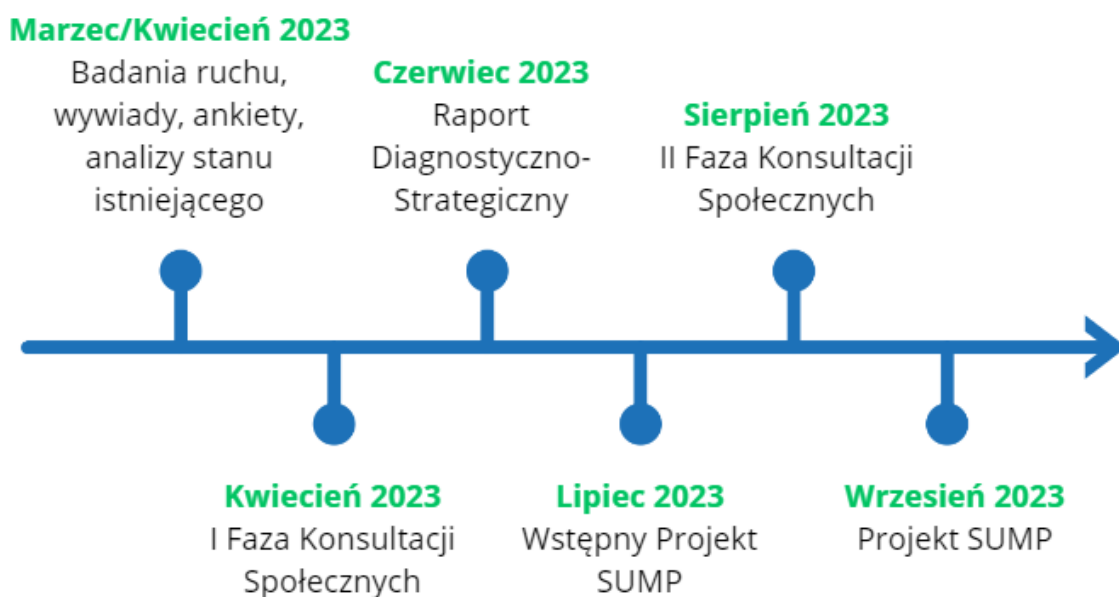 Marzec/Kwiecień 2023
Badania ruchu,
wywiady, ankiety,
analizy stanu
istniejącego
Kwiecień 2023
I Faza Konsultacji
Społecznych
Czerwiec 2023
Raport
Diagnostyczno-
Strategiczny
Lipiec 2023
Wstępny Projekt
SUMP
Sierpień 2023
II Faza Konsultacji
Społecznych
Wrzesień 2023
Projekt SUMP